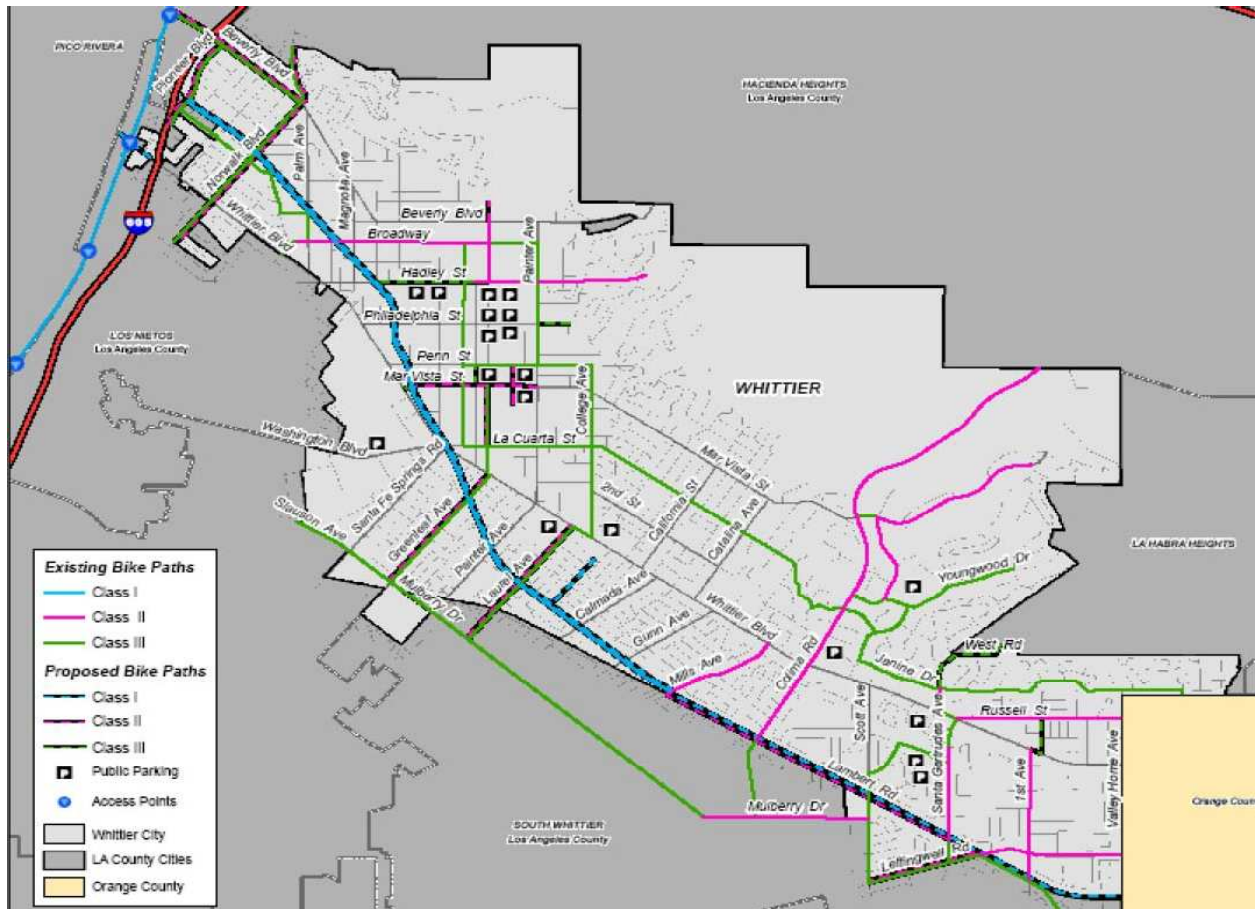 PICO RIVERA
Pioneer Blvd
Beverly Blvd
HACIENDA HEIGHTS
Los Angeles County
605
Norwalk Blvd
Palm Ave
Magnolia Ave
Whittier Blvd
Beverly Blvd
Broadway
Painter Ave
Hadley St
LOS NIETOS
Los Angeles County
Philadelphia St
Penn St
Mar Vista St
WHITTIER
College Ave
Washington Blvd
La Cuarta St
Santa Fe Springs Rd
Mar Vista St
2nd St
California St
Catalina Ave
Slauson Ave
Greenleaf Ave
Painter Ave
Laurel Ave
Mulberry Dr
Calmada Ave
Gunn Ave
Whittier Blvd
LA HABRA HEIGHTS
Youngwood Dr
West Rd
Mills Ave
Colima Rd
Janine Dr
Scott Ave
Santa Gertrudes Ave
Russell St
1st Ave
Valley Home Ave
Lambert Rd
Mulberry Dr
Leffingwell Rd
SOUTH WHITTIER
Los Angeles County
Orange Coun
Existing Bike Paths
Class I
Class II
Class III
Proposed Bike Paths
Class I
Class II
Class III
P Public Parking
Access Points
Whittier City
LA County Cities
Orange County